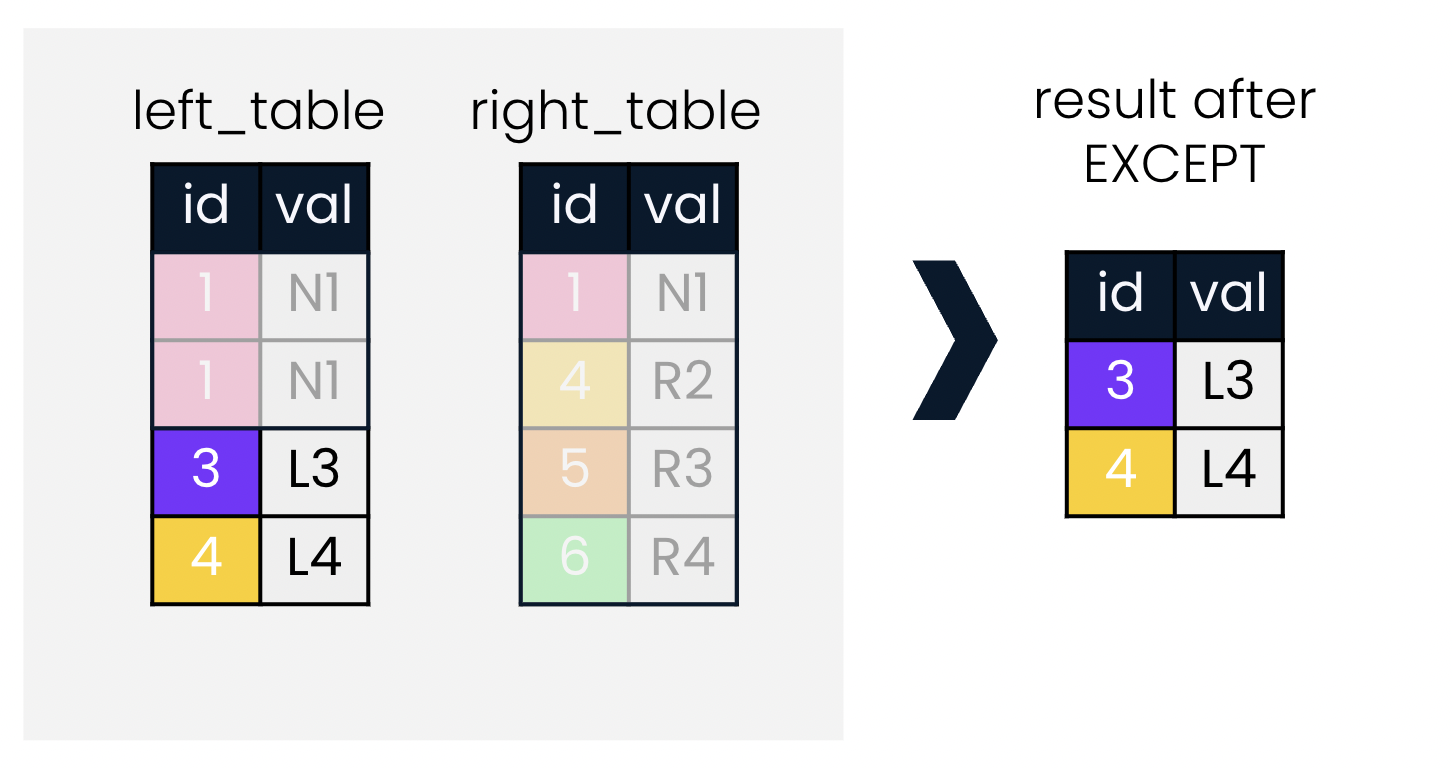 left_table
id val
1 N1
1 N1
3 L3
4 L4
right_table
id val
1 N1
4 R2
5 R3
6 R4
result after
EXCEPT
id val
3 L3
4 L4